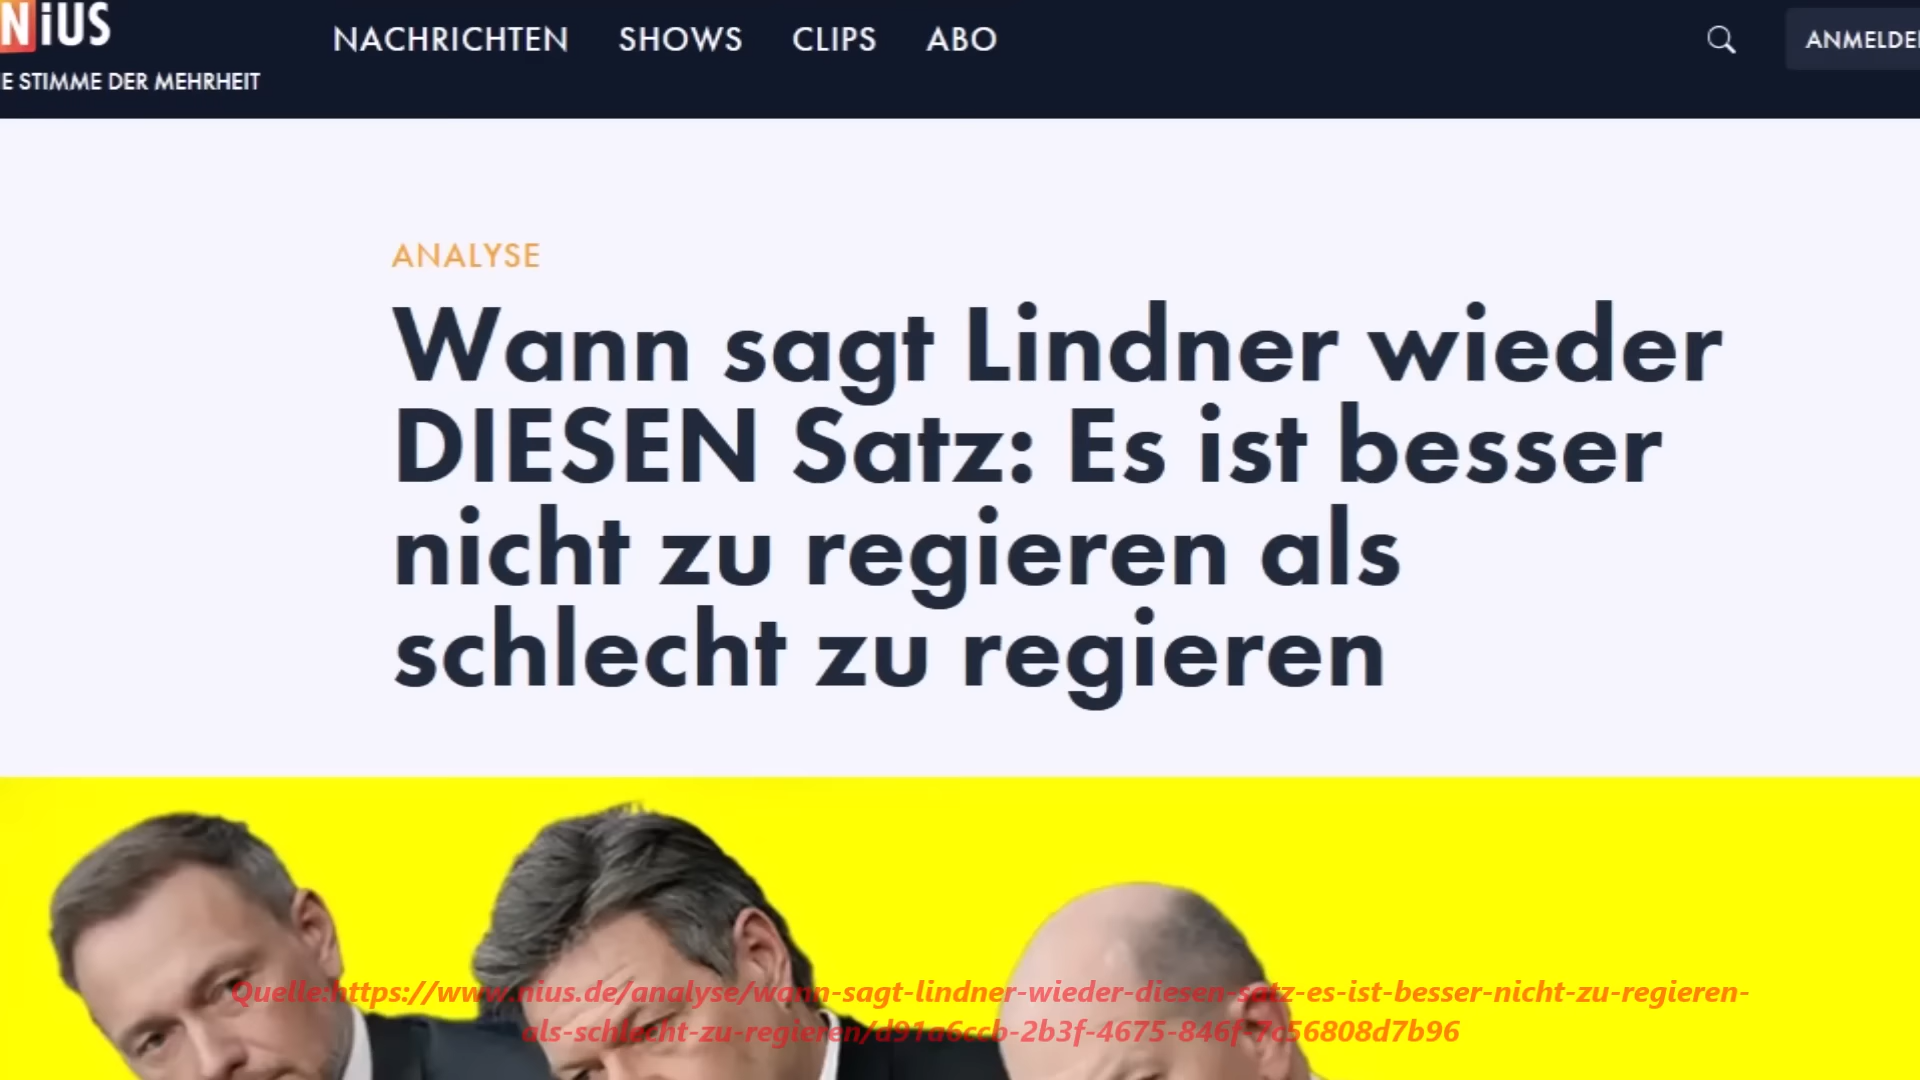 NiUS
NACHRICHTEN SHOWS CLIPS ABO
ANMELDE
E STIMME DER MEHRHEIT
ANALYSE
Wann sagt Lindner wieder
DIESEN Satz: Es ist besser
nicht zu regieren als
schlecht zu regieren
Quelle:https://www.nius.de/analyse/wann-sagt-lindner-wieder-diesen-satz-es-ist-besser-nicht-zu-regieren-
als-schlecht-zu-regieren/d91a6ccb-2b3f-4675-846f-7c56808d7b96